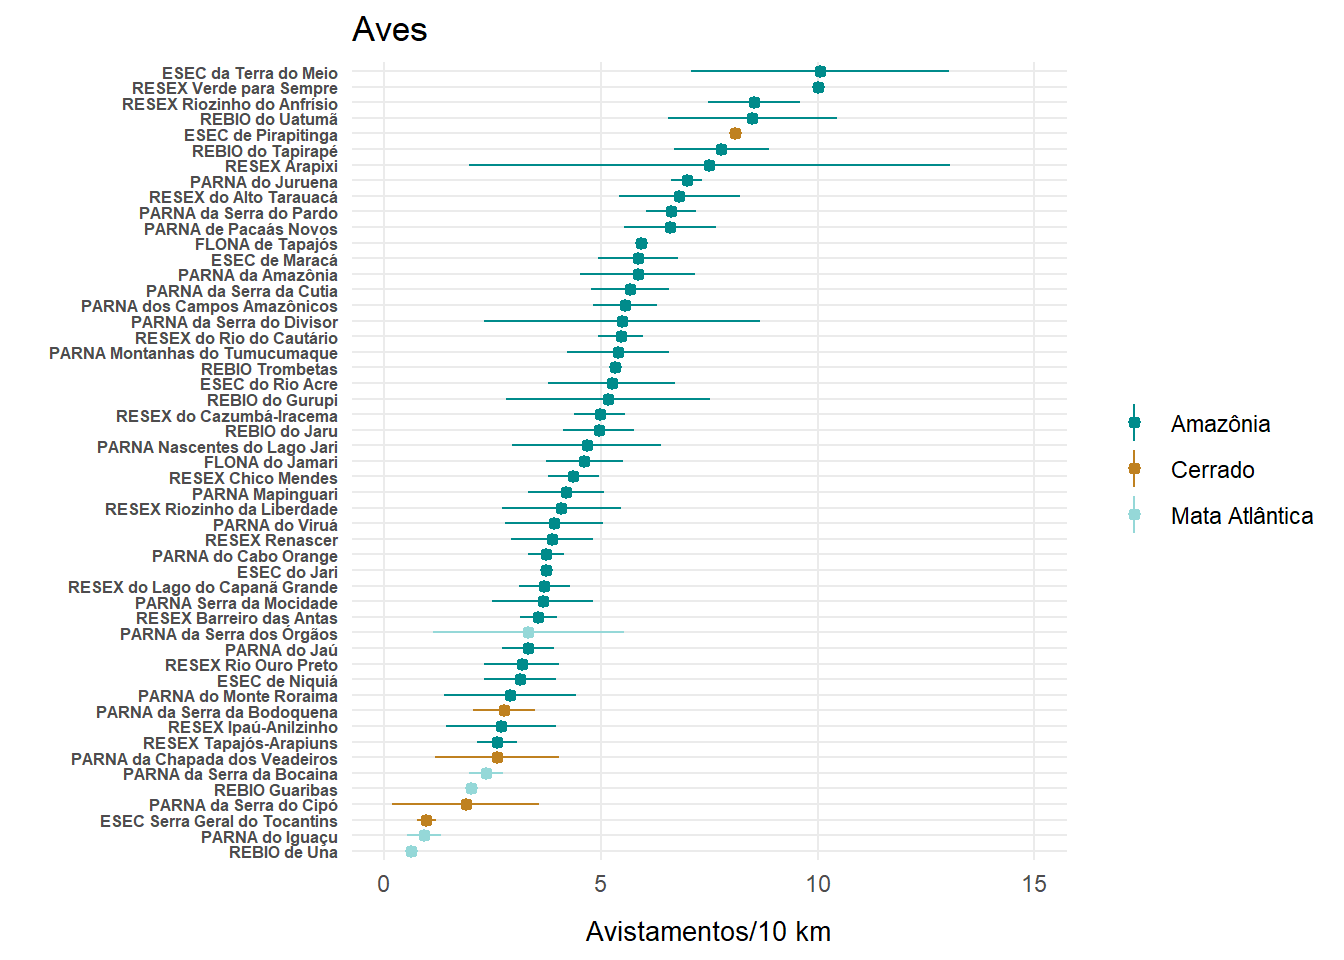 Aves
ESEC da Terra do Meio
RESEX Verde para Sempre
RESEX Riozinho do Anfrísio
REBIO do Uatumã
ESEC de Pirapitinga
REBIO do Tapirapé
RESEX Arapixi
PARNA do Juruena
RESEX do Alto Tarauacá
PARNA da Serra do Pardo
PARNA de Pacaás Novos
FLONA de Tapajós
ESEC de Maracá
PARNA da Amazônia
PARNA da Serra da Cutia
PARNA dos Campos Amazônicos
PARNA da Serra do Divisor
RESEX do Rio do Cautário
PARNA Montanhas do Tumucumaque
REBIO Trombetas
ESEC do Rio Acre
REBIO do Gurupi
RESEX do Cazumbá-Iracema
REBIO do Jaru
PARNA Nascentes do Lago Jari
FLONA do Jamari
RESEX Chico Mendes
PARNA Mapinguari
RESEX Riozinho da Liberdade
PARNA do Viruá
RESEX Renascer
PARNA do Cabo Orange
ESEC do Jari
RESEX do Lago do Capanã Grande
PARNA Serra da Mocidade
RESEX Barreiro das Antas
PARNA da Serra dos Órgãos
PARNA do Jaú
RESEX Rio Ouro Preto
ESEC de Niquiá
PARNA do Monte Roraima
PARNA da Serra da Bodoquena
RESEX Ipaú-Anilzinho
RESEX Tapajós-Arapiuns
PARNA da Chapada dos Veadeiros
PARNA da Serra da Bocaina
REBIO Guaribas
PARNA da Serra do Cipó
ESEC Serra Geral do Tocantins
PARNA do Iguaçu
REBIO de Una
0 5 10 15
Avistamentos/10 km
Amazônia
Cerrado
Mata Atlântica